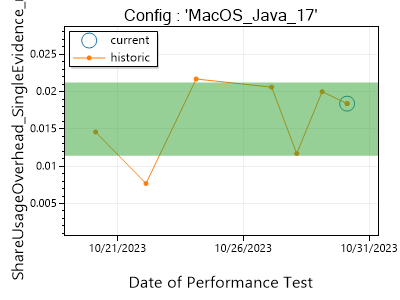 Config : 'MacOS_Java_17'
current
historic
0.025
0.02
0.015
0.01
0.005
ShareUsageOverhead_SingleEvidence_
10/21/2023
10/26/2023
10/31/2023
Date of Performance Test